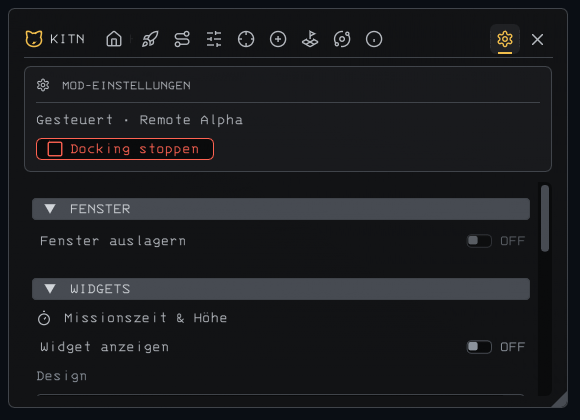 KITN
MOD-EINSTELLUNGEN
Gesteuert · Remote Alpha
Docking stoppen
FENSTER
Fenster auslagern OFF
WIDGETS
Missionszeit & Höhe
Widget anzeigen OFF
Design